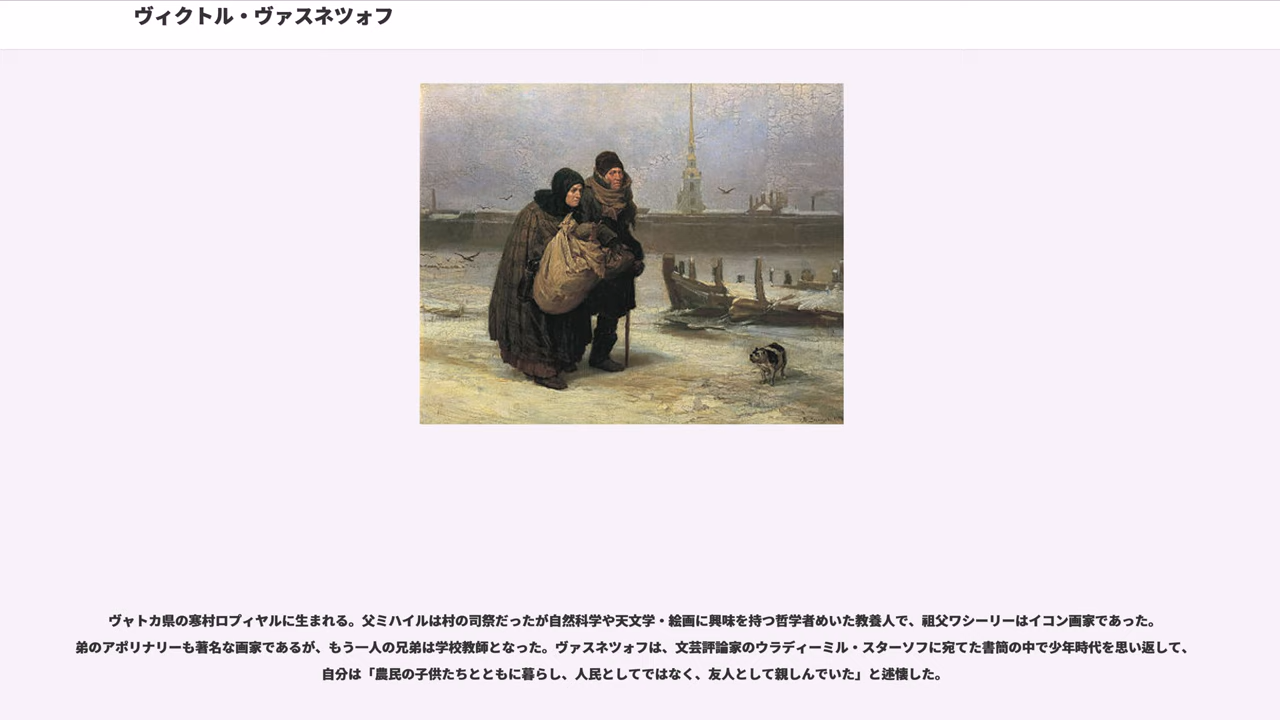 ヴィクトル・ヴァスネツォフ
ヴャトカ県の寒村ロプィヤルに生まれる。父ミハイルは村の司祭だったが自然科学や天文学・絵画に興味を持つ哲学者めいた教養人で、祖父ワシーリーはイコン画家であった。
弟のアポリナリーも著名な画家であるが、もう一人の兄弟は学校教師となった。ヴァスネツォフは、文芸評論家のウラディーミル・スターソフに宛てた書簡の中で少年時代を思い返して、
自分は「農民の子供たちとともに暮らし、人民としてではなく、友人として親しんでいた」と述懐した。